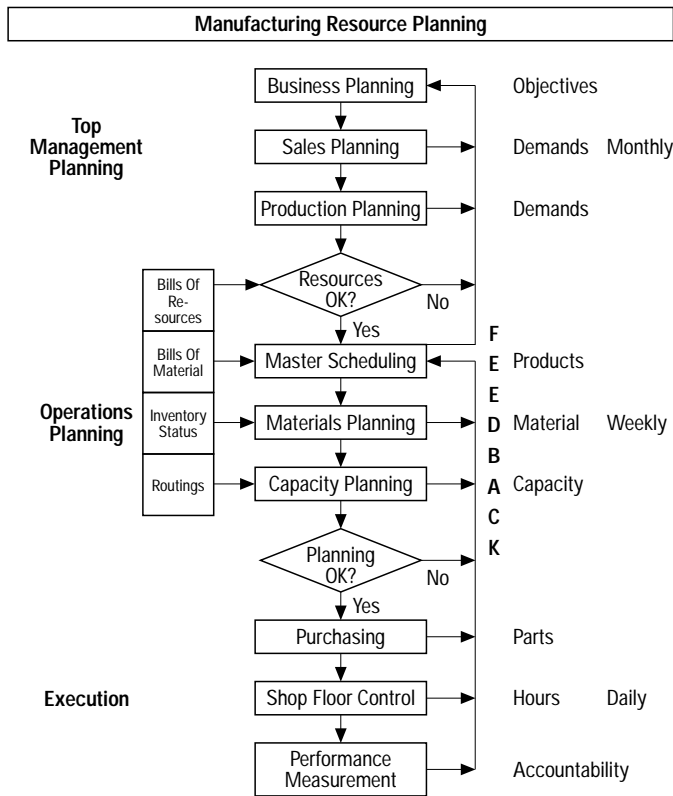 Manufacturing Resource Planning
Business Planning
Objectives
Top
Management
Planning
Sales Planning
Demands Monthly
Production Planning
Demands
Resources
OK?
No
Yes
Bills Of
Re-
sources
Bills Of
Material
Master Scheduling
Products
Operations
Planning
Inventory
Status
Materials Planning
Material Weekly
Routings
Capacity Planning
Capacity
F
E
E
D
B
A
C
K
Planning
OK?
No
Yes
Purchasing
Parts
Execution
Shop Floor Control
Hours Daily
Performance
Measurement
Accountability